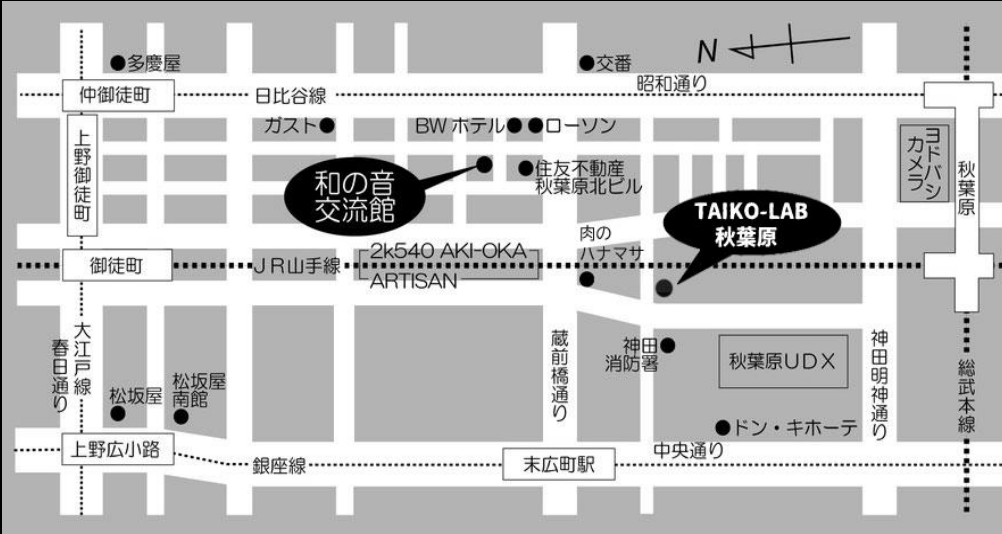 N
多慶屋
交番
昭和通り
仲御徒町
日比谷線
ガスト
BWホテル
ローソン
ヨドバシ
カメラ
上野御徒町
和の音
交流館
住友不動産
秋葉原北ビル
秋葉原
TAIKO-LAB
秋葉原
肉の
ハナマサ
御徒町
JR山手線
2k540 AKI-OKA
ARTISAN
大江戸線
春日通り
蔵前橋通り
神田
消防署
秋葉原UDX
神田明神通り
総武本線
松坂屋
松坂屋
南館
ドン・キホーテ
上野広小路
銀座線
末広町駅
中央通り